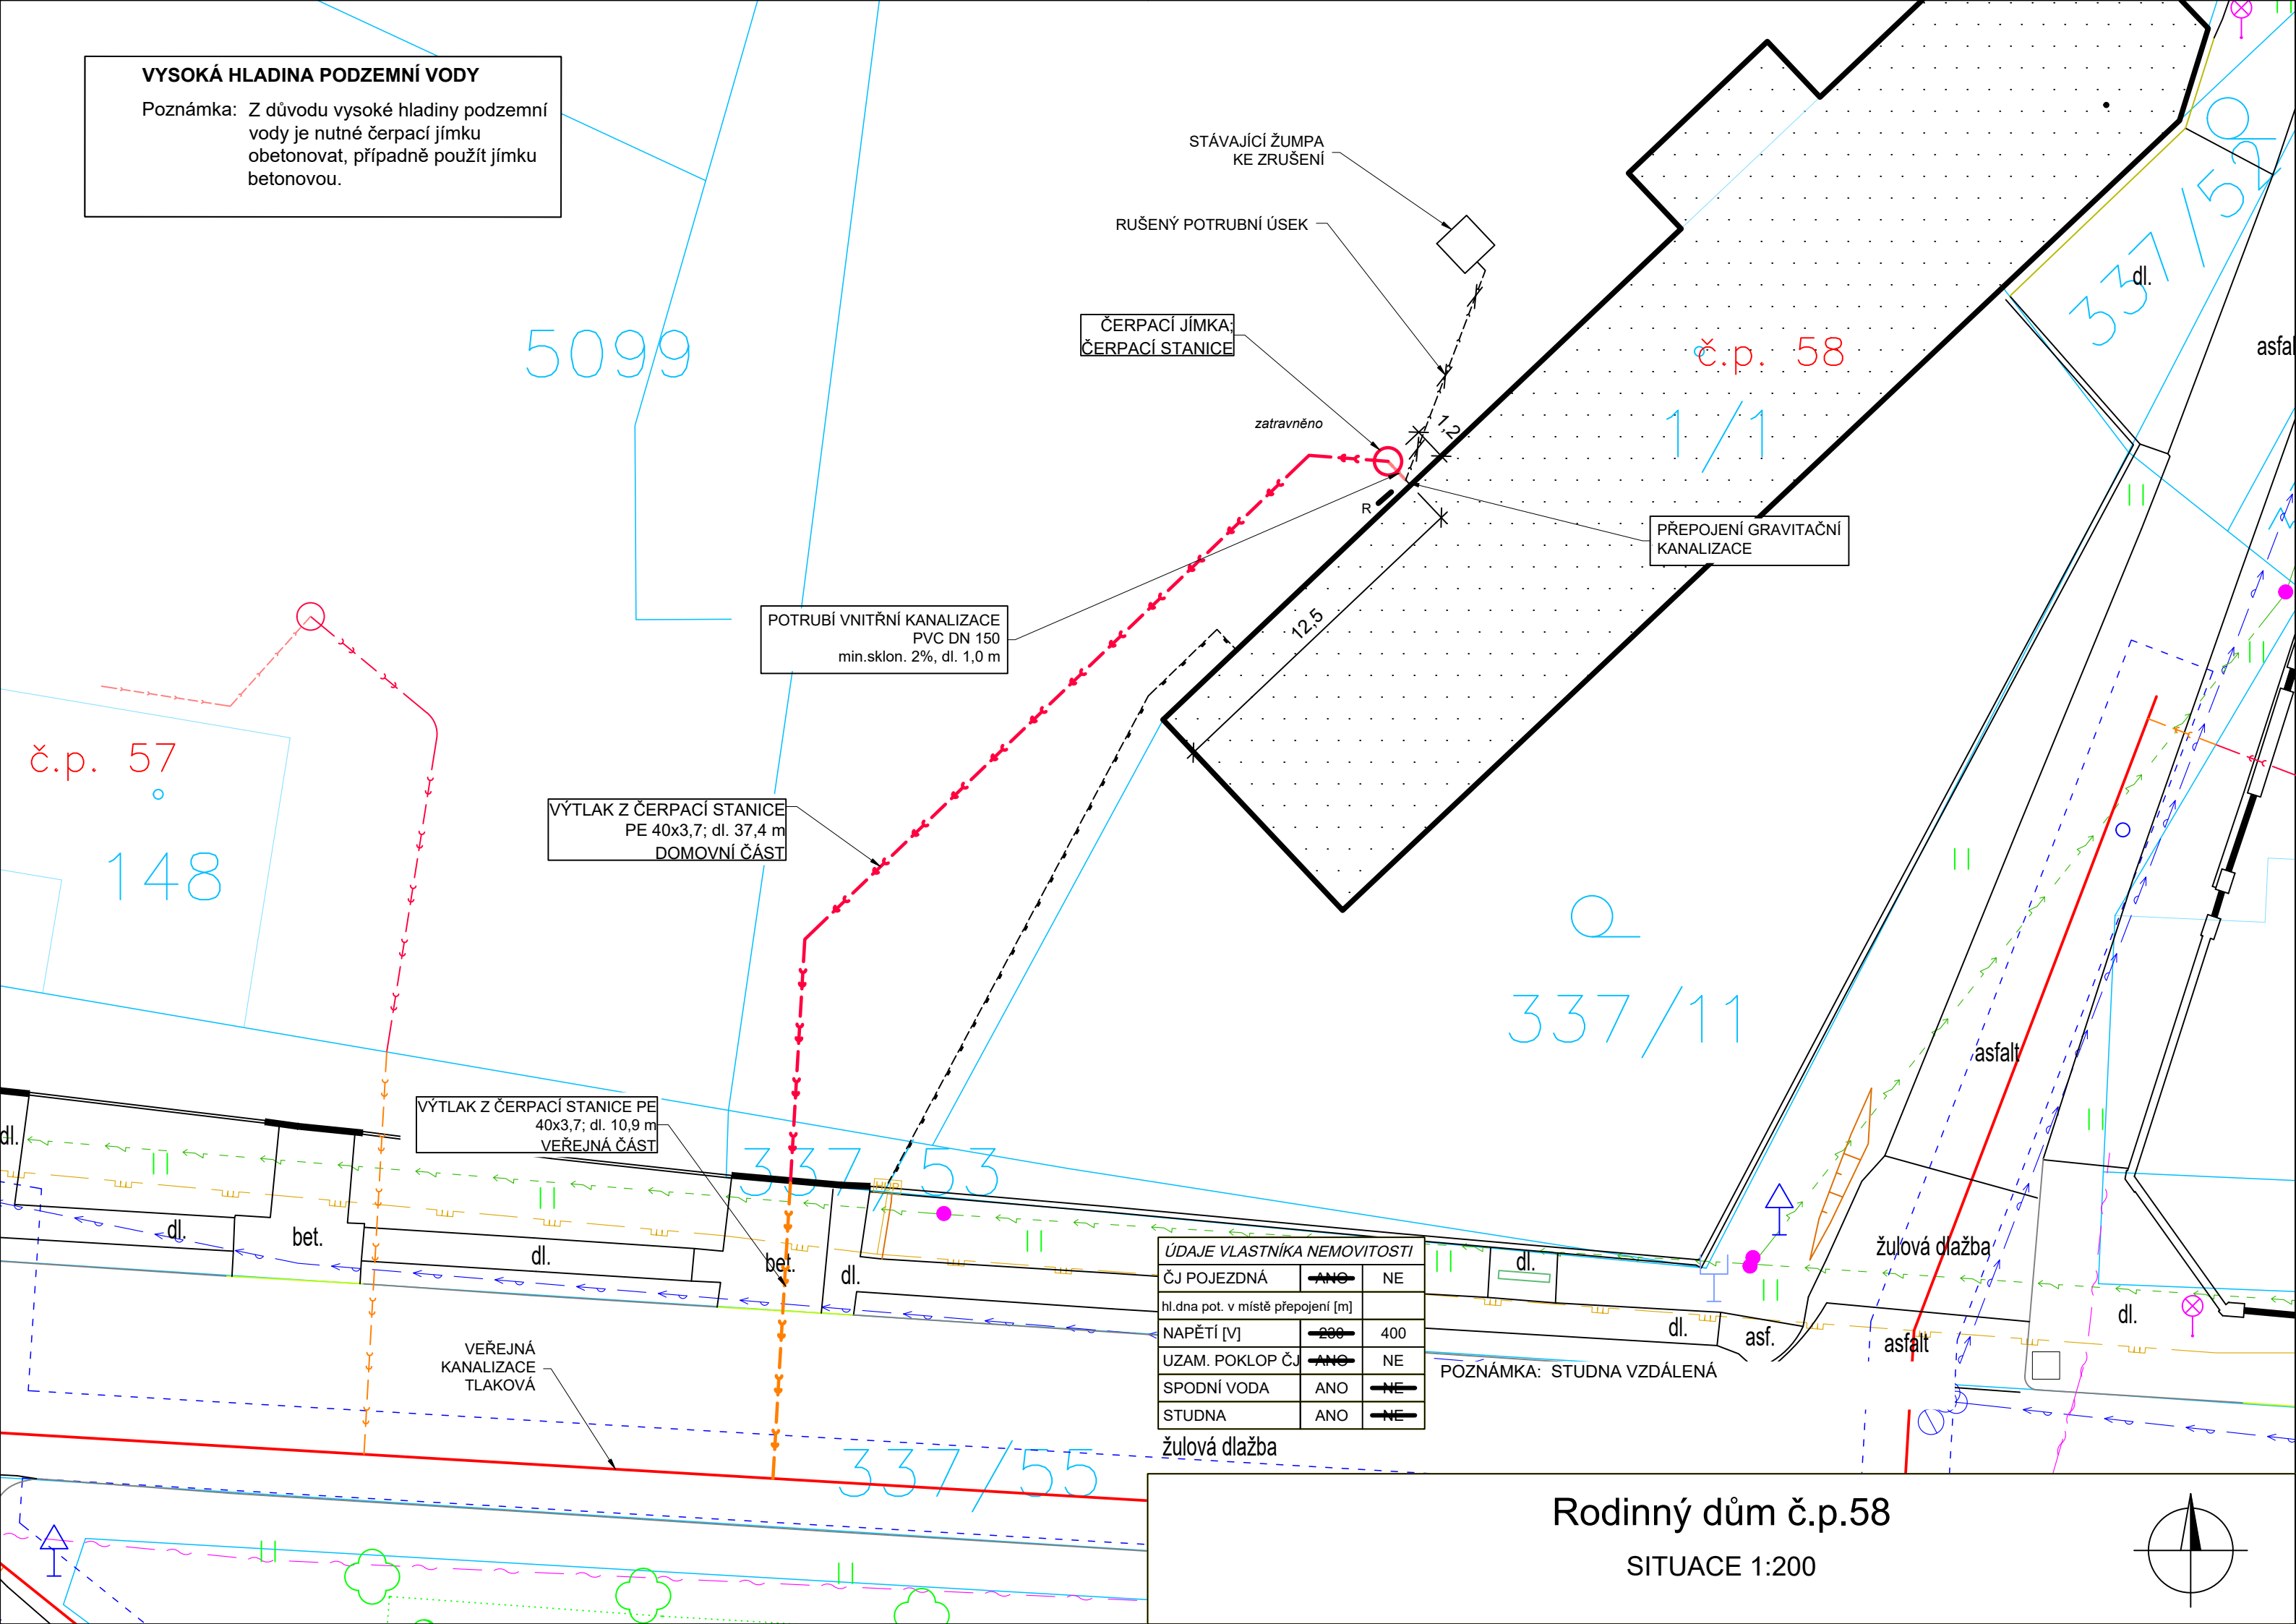 VYSOKÁ HLADINA PODZEMNÍ VODY
Poznámka: Z důvodu vysoké hladiny podzemní
vody je nutné čerpací jímku
obetonovat, případně použít jímku
betonovou.
STÁVAJÍCÍ ŽUMPA
KE ZRUŠENÍ
RUŠENÝ POTRUBNÍ ÚSEK
ČERPACÍ JÍMKA;
ČERPACÍ STANICE
zatravněno
5099
č.p. 58
1/1
337/52
dl.
asfal
1,2
R
PŘEPOJENÍ GRAVITAČNÍ
KANALIZACE
12,5
POTRUBÍ VNITŘNÍ KANALIZACE
PVC DN 150
min.sklon. 2%, dl. 1,0 m
č.p. 57
148
VÝTLAK Z ČERPACÍ STANICE
PE 40x3,7; dl. 37,4 m
DOMOVNÍ ČÁST
337/11
asfalt
VÝTLAK Z ČERPACÍ STANICE PE
40x3,7; dl. 10,9 m
VEŘEJNÁ ČÁST
337/53
HUP
dl.
dl.
bet.
dl.
bet.
dl.
dl.
dl.
asf.
asfalt
žulová dlažba
dl.
ÚDAJE VLASTNÍKA NEMOVITOSTI
ČJ POJEZDNÁ ANO NE
hl.dna pot. v místě přepojení [m]
NAPĚTÍ [V] 230 400
UZAM. POKLOP ČJ ANO NE
SPODNÍ VODA ANO NE
STUDNA ANO NE
POZNÁMKA: STUDNA VZDÁLENÁ
VEŘEJNÁ
KANALIZACE
TLAKOVÁ
žulová dlažba
337/55
Rodinný dům č.p.58
SITUACE 1:200